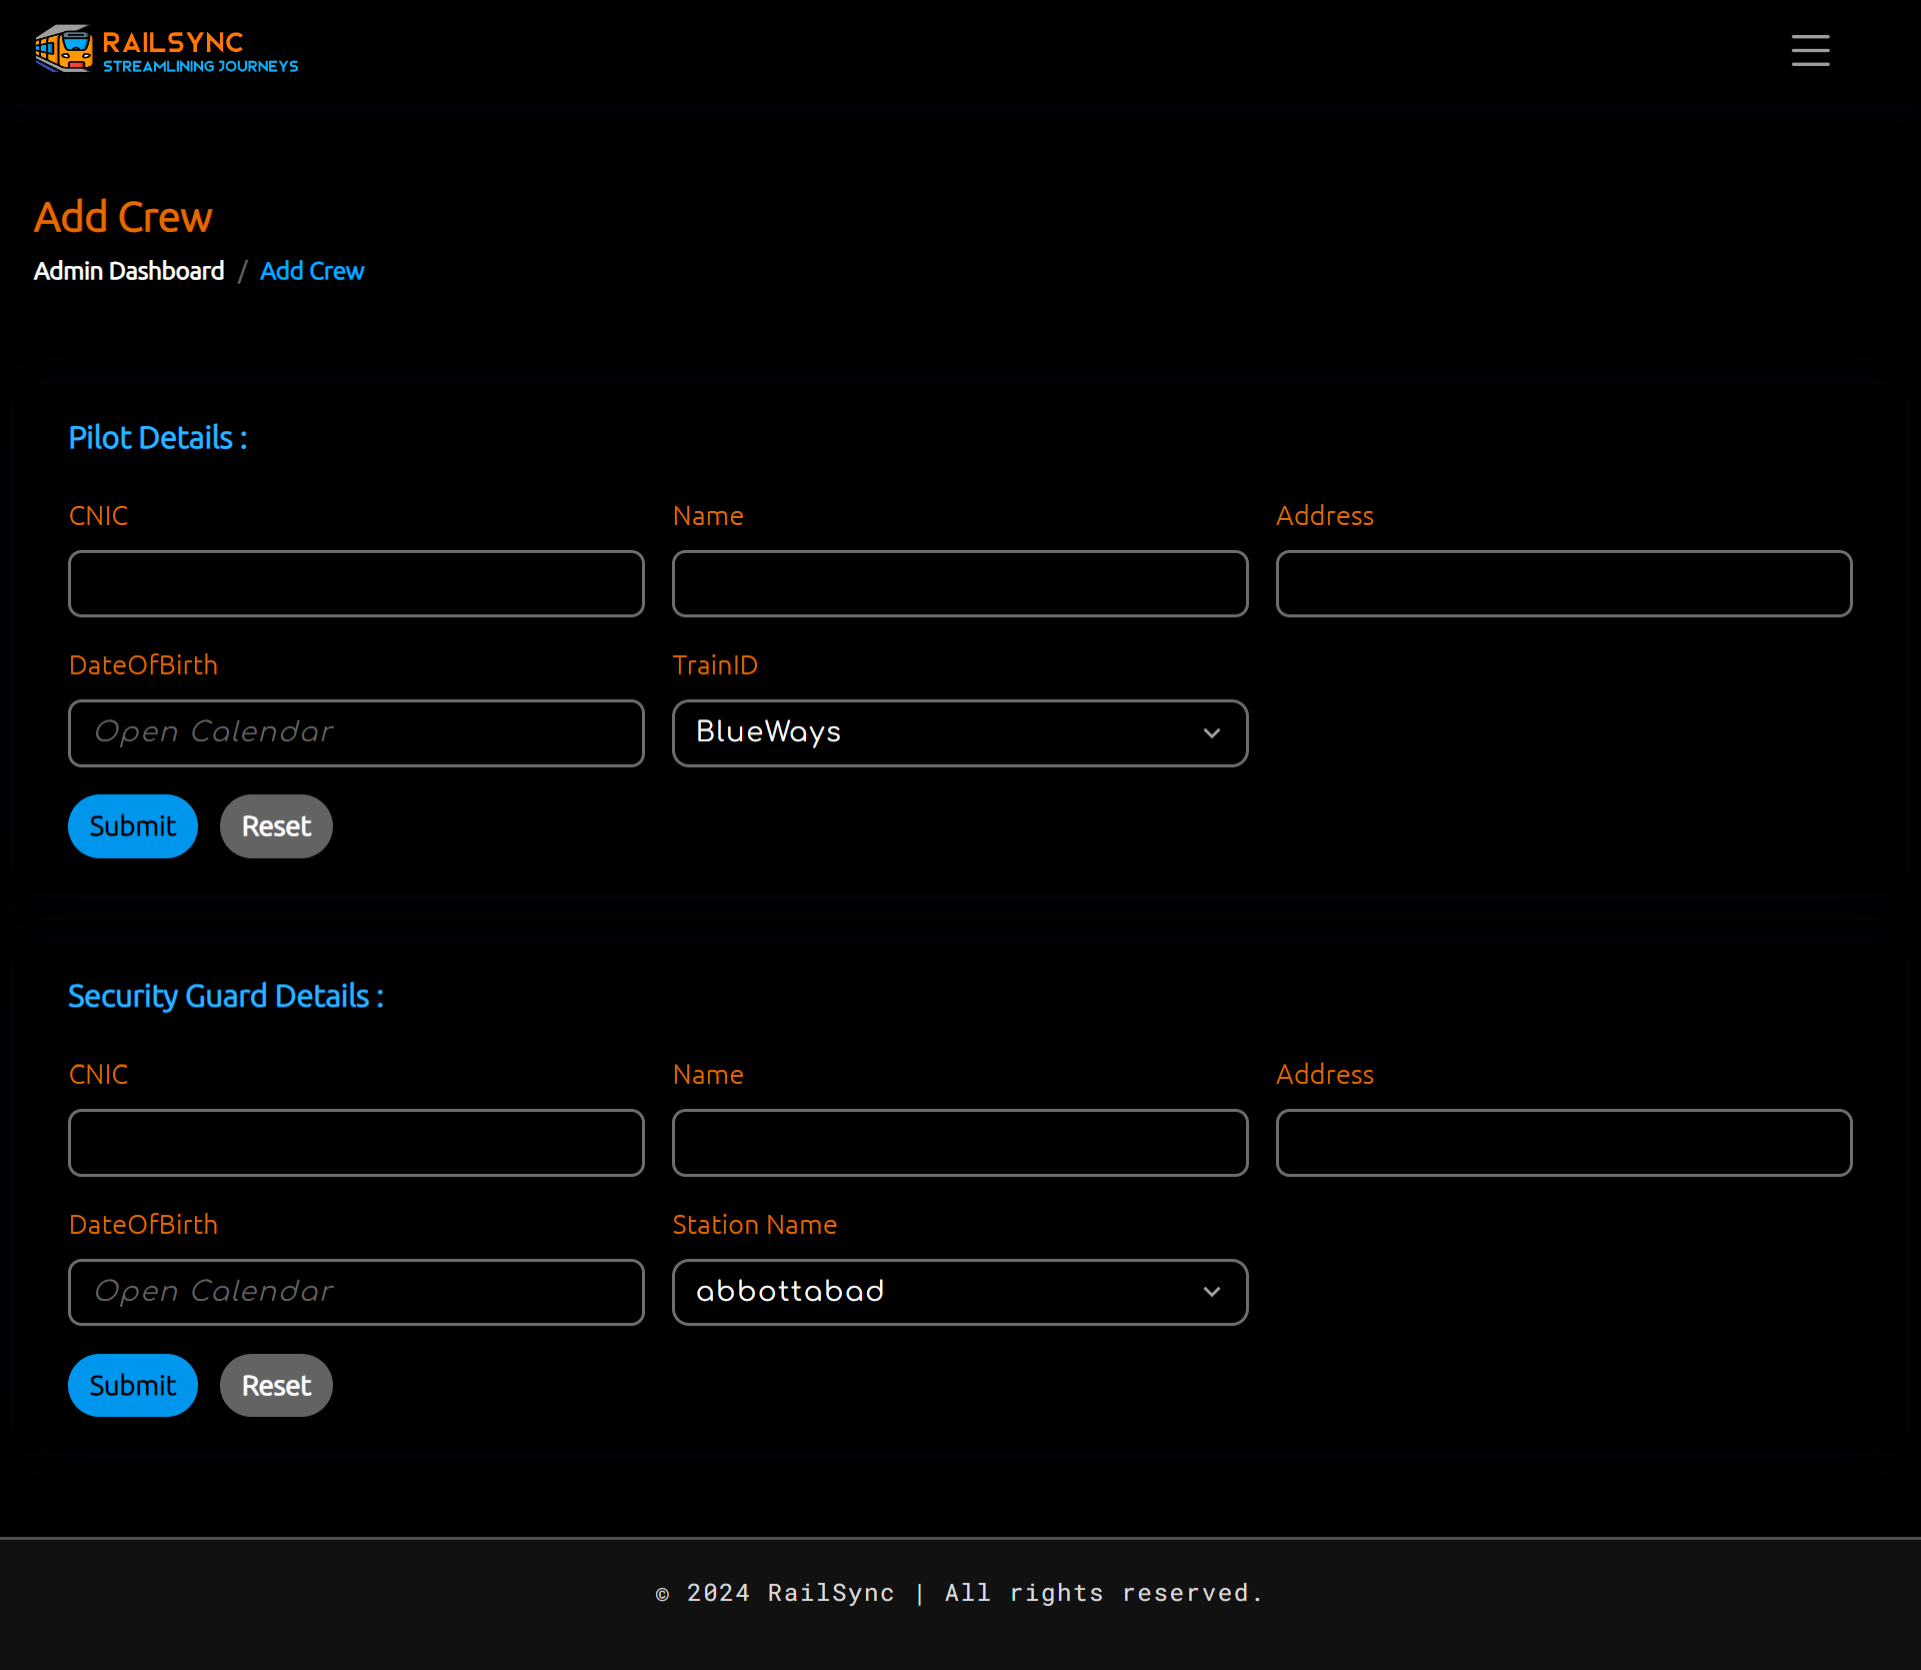 RAILSYNC
STREAMLINING JOURNEYS
Add Crew
Admin Dashboard / Add Crew
Pilot Details :
CNIC Name Address
DateOfBirth TrainID
Open Calendar BlueWays
Submit Reset
Security Guard Details :
CNIC Name Address
DateOfBirth Station Name
Open Calendar abbottabad
Submit Reset
© 2024 RailSync | All rights reserved.